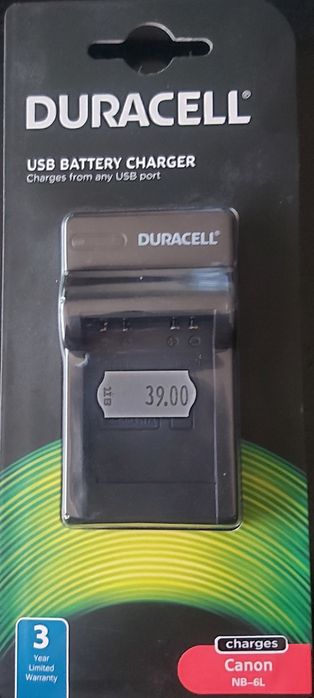 DURACELL®
USB BATTERY CHARGER
Charges from any USB port
DURACELL®
39.00
3
Year
Limited
Warranty
charges
Canon
NB-6L